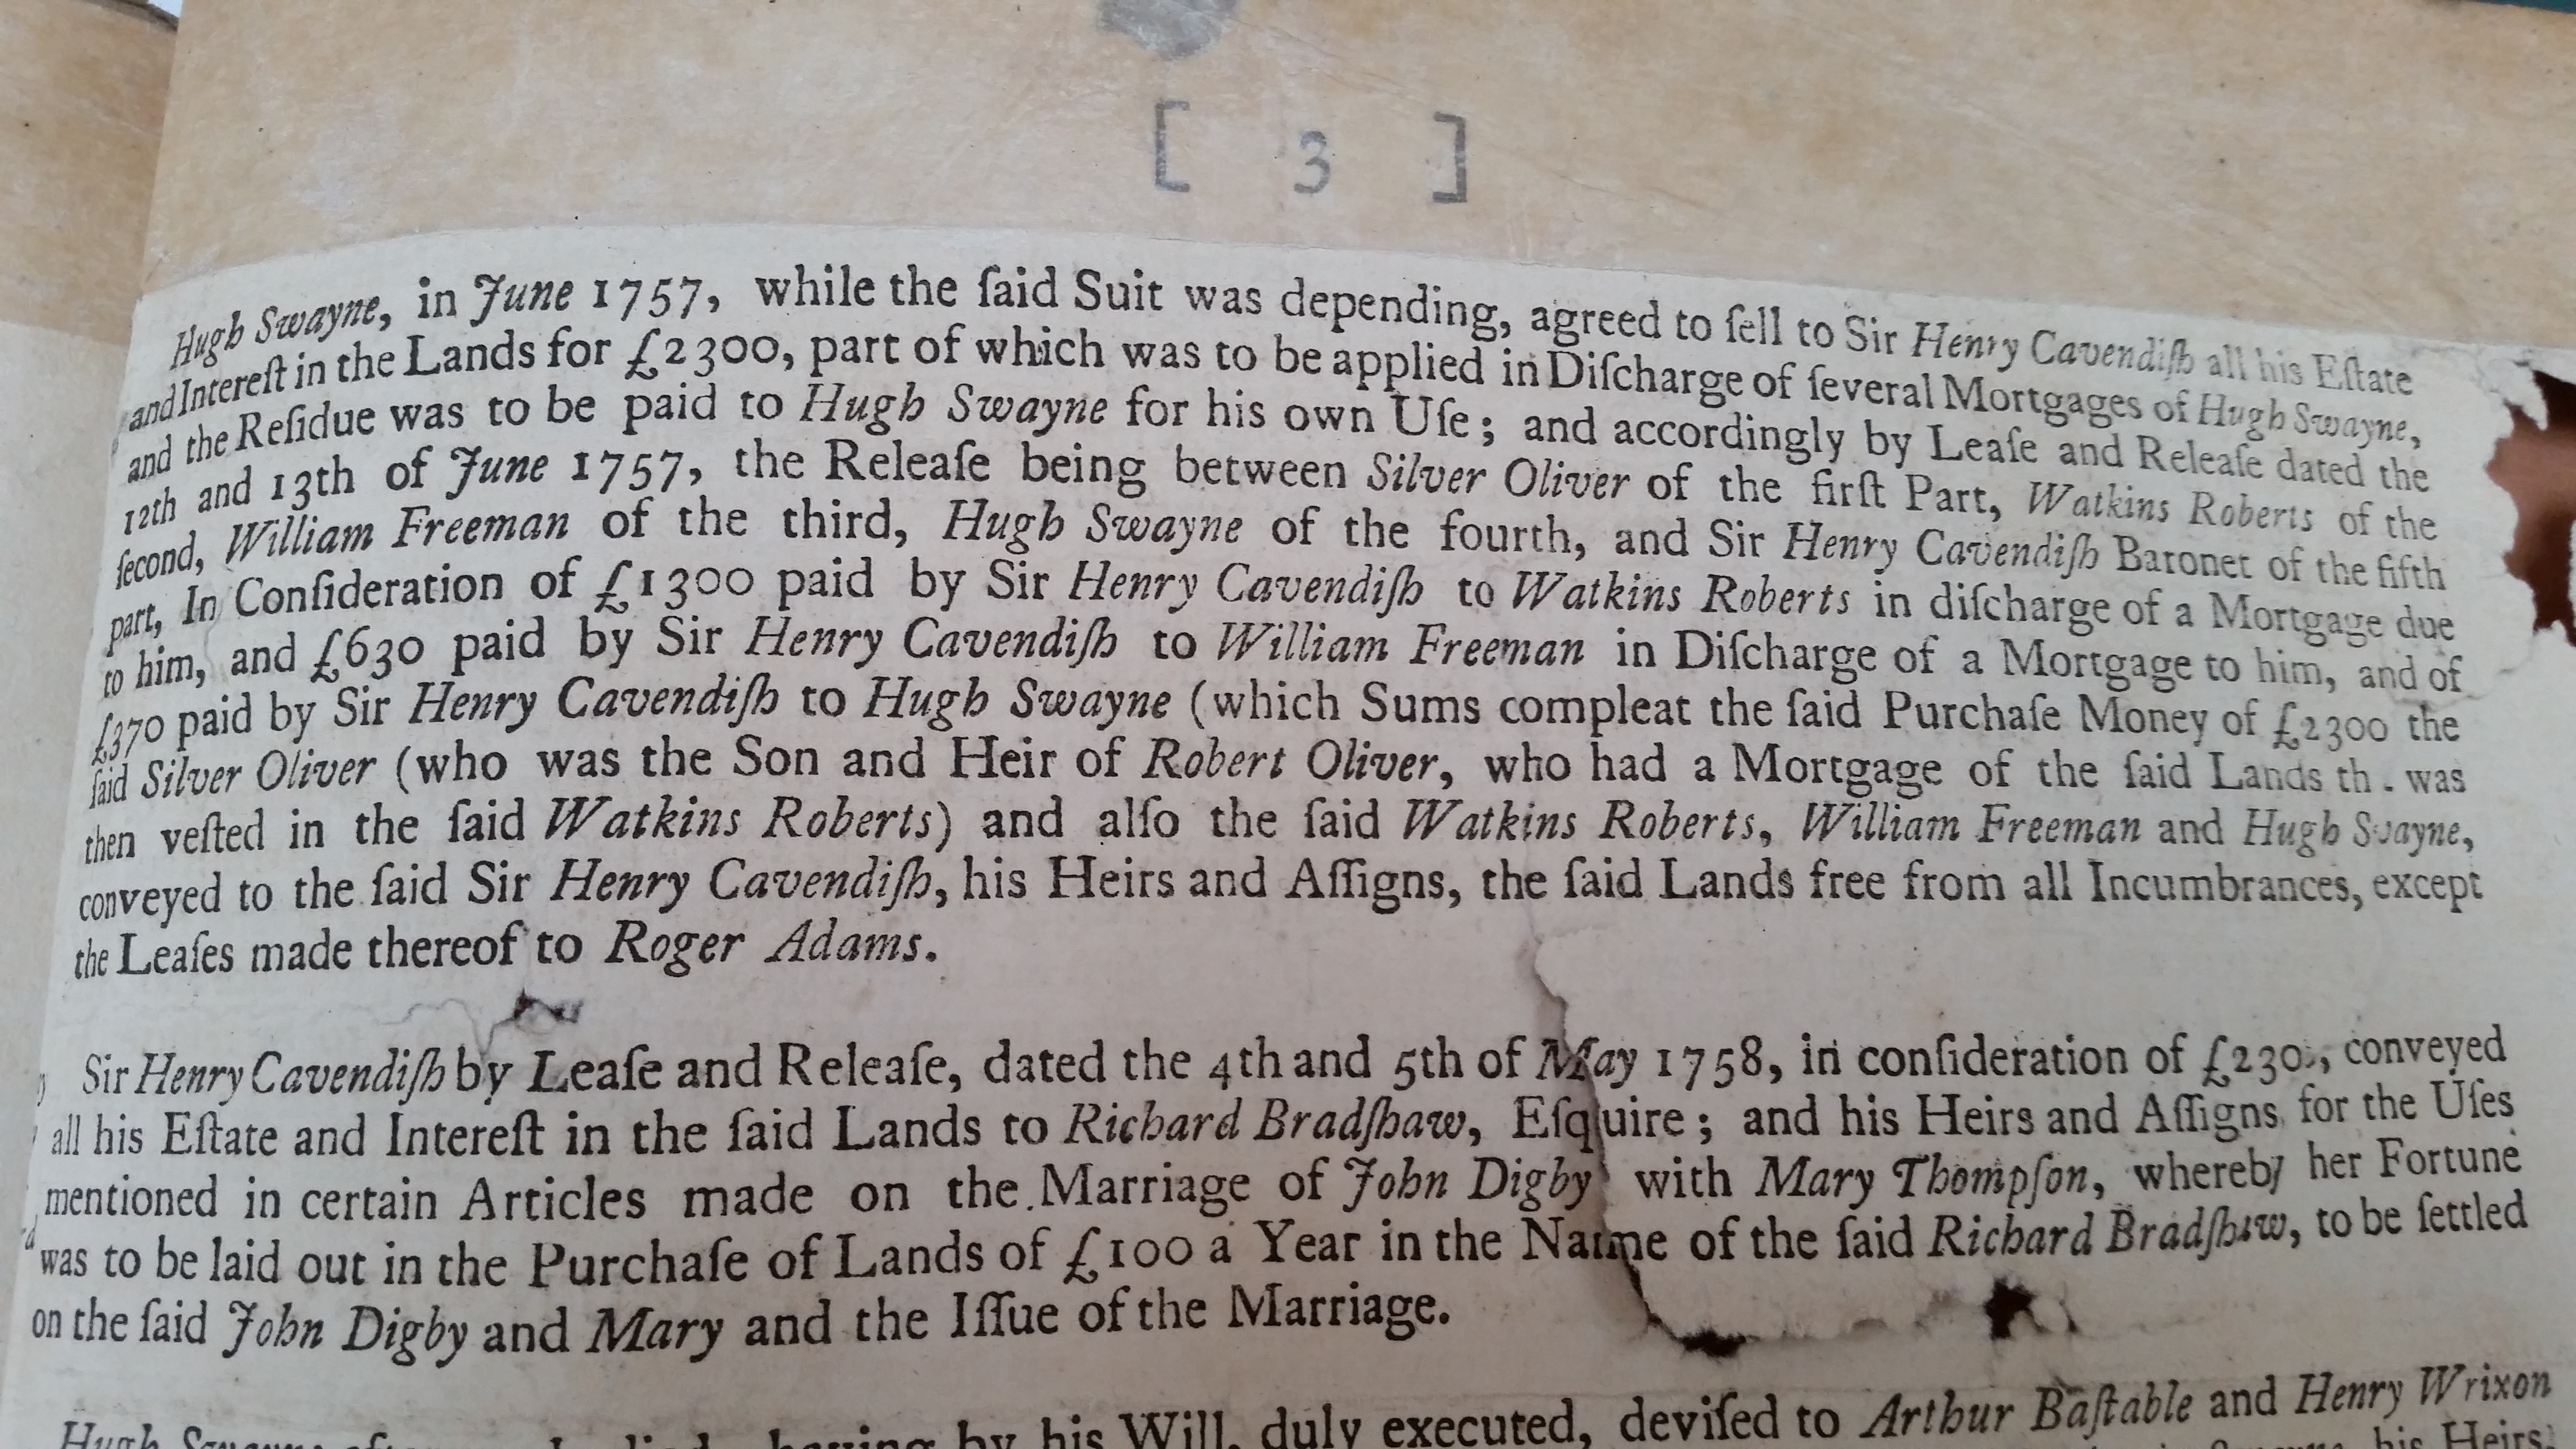 [ 3 ]
Hugh Swayne, in June 1757, while the ſaid Suit was depending, agreed to ſell to Sir Henry Cavendiſh all his Eſtate
and Intereſt in the Lands for £2300, part of which was to be applied in Diſcharge of ſeveral Mortgages of Hugh Swayne,
and the Reſidue was to be paid to Hugh Swayne for his own Uſe; and accordingly by Leaſe and Releaſe dated the
12th and 13th of June 1757, the Releaſe being between Silver Oliver of the firſt Part, Watkins Roberts of the
ſecond, William Freeman of the third, Hugh Swayne of the fourth, and Sir Henry Cavendiſh Baronet of the fifth
part, In Conſideration of £1300 paid by Sir Henry Cavendiſh to Watkins Roberts in diſcharge of a Mortgage due
to him, and £630 paid by Sir Henry Cavendiſh to William Freeman in Diſcharge of a Mortgage to him, and of
£370 paid by Sir Henry Cavendiſh to Hugh Swayne (which Sums compleat the ſaid Purchaſe Money of £2300 the
ſaid Silver Oliver (who was the Son and Heir of Robert Oliver, who had a Mortgage of the ſaid Lands was
then veſted in the ſaid Watkins Roberts) and alſo the ſaid Watkins Roberts, William Freeman and Hugh Swayne,
conveyed to the ſaid Sir Henry Cavendiſh, his Heirs and Aſſigns, the ſaid Lands free from all Incumbrances, except
the Leaſes made thereof to Roger Adams.
Sir Henry Cavendiſh by Leaſe and Releaſe, dated the 4th and 5th of May 1758, in conſideration of conveyed
all his Eſtate and Intereſt in the ſaid Lands to Richard Bradſhaw, Eſquire; and his Heirs and Aſſigns for the Uſes
mentioned in certain Articles made on the Marriage of John Digby with Mary Thompſon, whereby her Fortune
was to be laid out in the Purchaſe of Lands of £100 a Year in the Name of the ſaid Richard Bradſhaw, to be ſettled
on the ſaid John Digby and Mary and the Iſſue of the Marriage.
Hugh having by his Will, duly executed, deviſed to Arthur Baſtable and Henry Wrixon
his Heirs